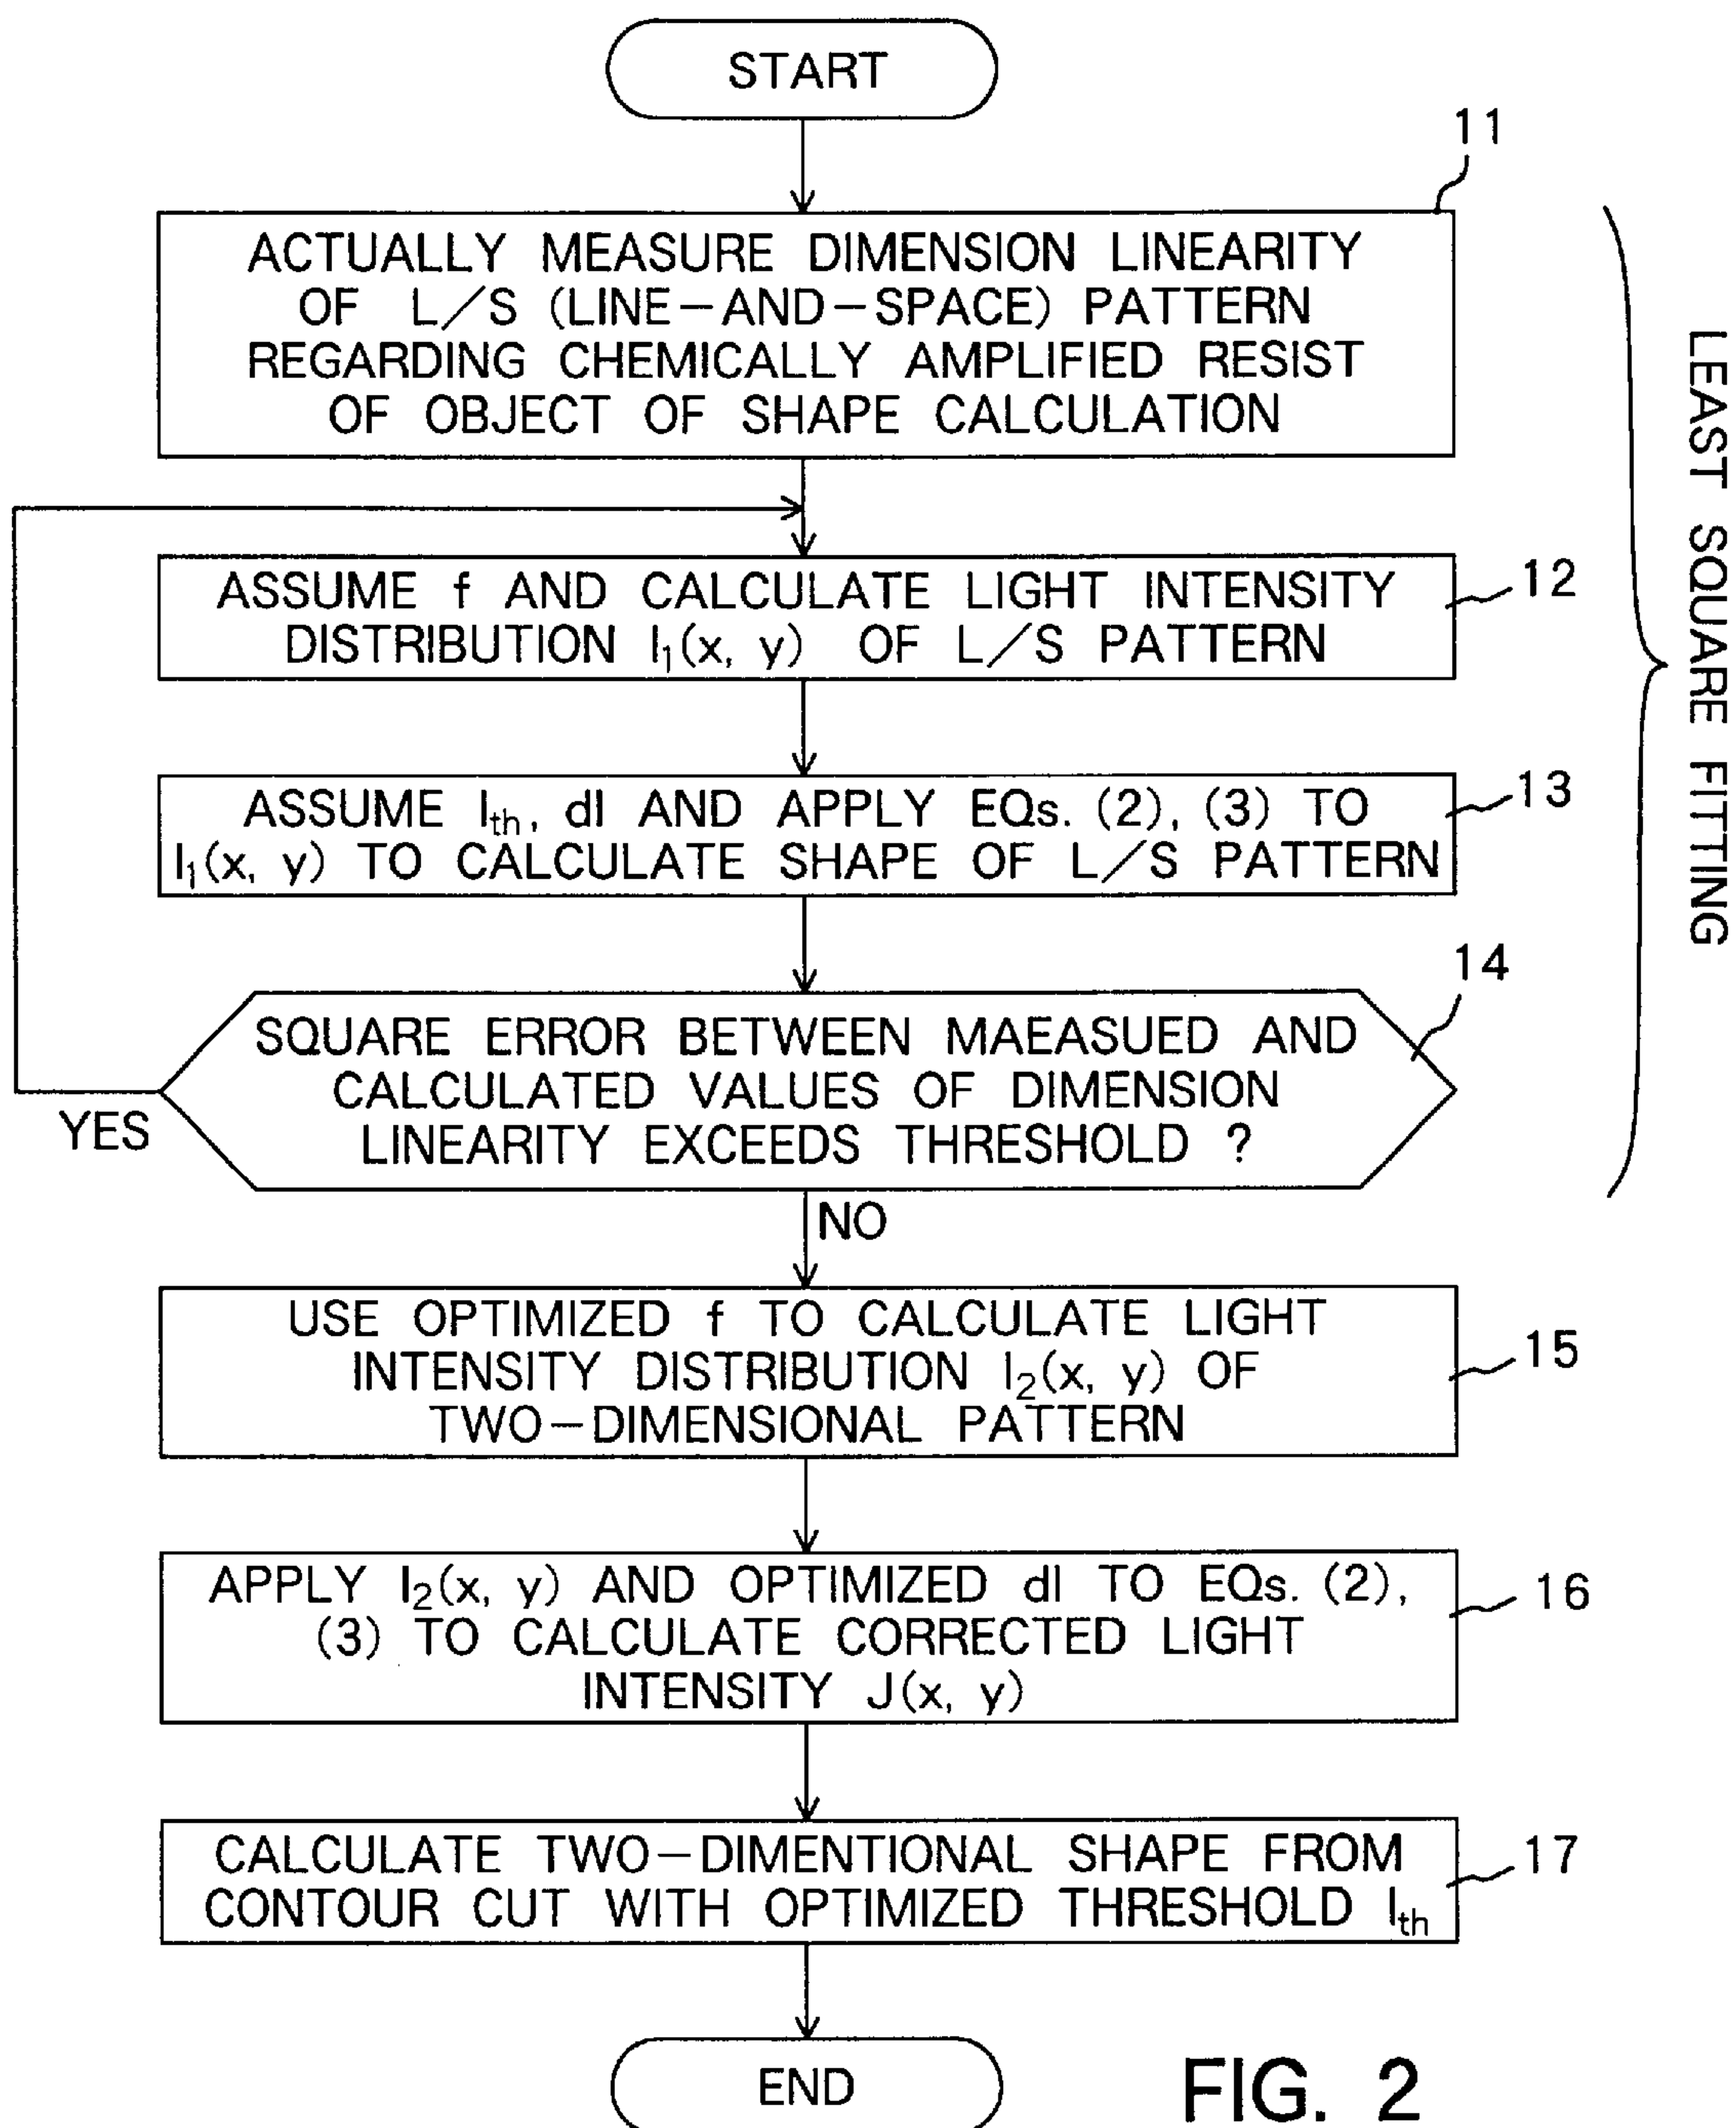 START
11
ACTUALLY MEASURE DIMENSION LINEARITY
OF L/S (LINE-AND-SPACE) PATTERN
REGARDING CHEMICALLY AMPLIFIED RESIST
OF OBJECT OF SHAPE CALCULATION
12
ASSUME f AND CALCULATE LIGHT INTENSITY
DISTRIBUTION I₁(x, y) OF L/S PATTERN
13
ASSUME Ith, dI AND APPLY EQs. (2), (3) TO
I₁(x, y) TO CALCULATE SHAPE OF L/S PATTERN
14
SQUARE ERROR BETWEEN MAEASUED AND
CALCULATED VALUES OF DIMENSION
LINEARITY EXCEEDS THRESHOLD ?
YES
NO
LEAST SQUARE FITTING
USE OPTIMIZED f TO CALCULATE LIGHT
INTENSITY DISTRIBUTION I₂(x, y) OF
TWO-DIMENSIONAL PATTERN
15
APPLY I₂(x, y) AND OPTIMIZED dI TO EQs. (2),
(3) TO CALCULATE CORRECTED LIGHT
INTENSITY J(x, y)
16
CALCULATE TWO-DIMENTIONAL SHAPE FROM
CONTOUR CUT WITH OPTIMIZED THRESHOLD Ith
17
END
FIG. 2